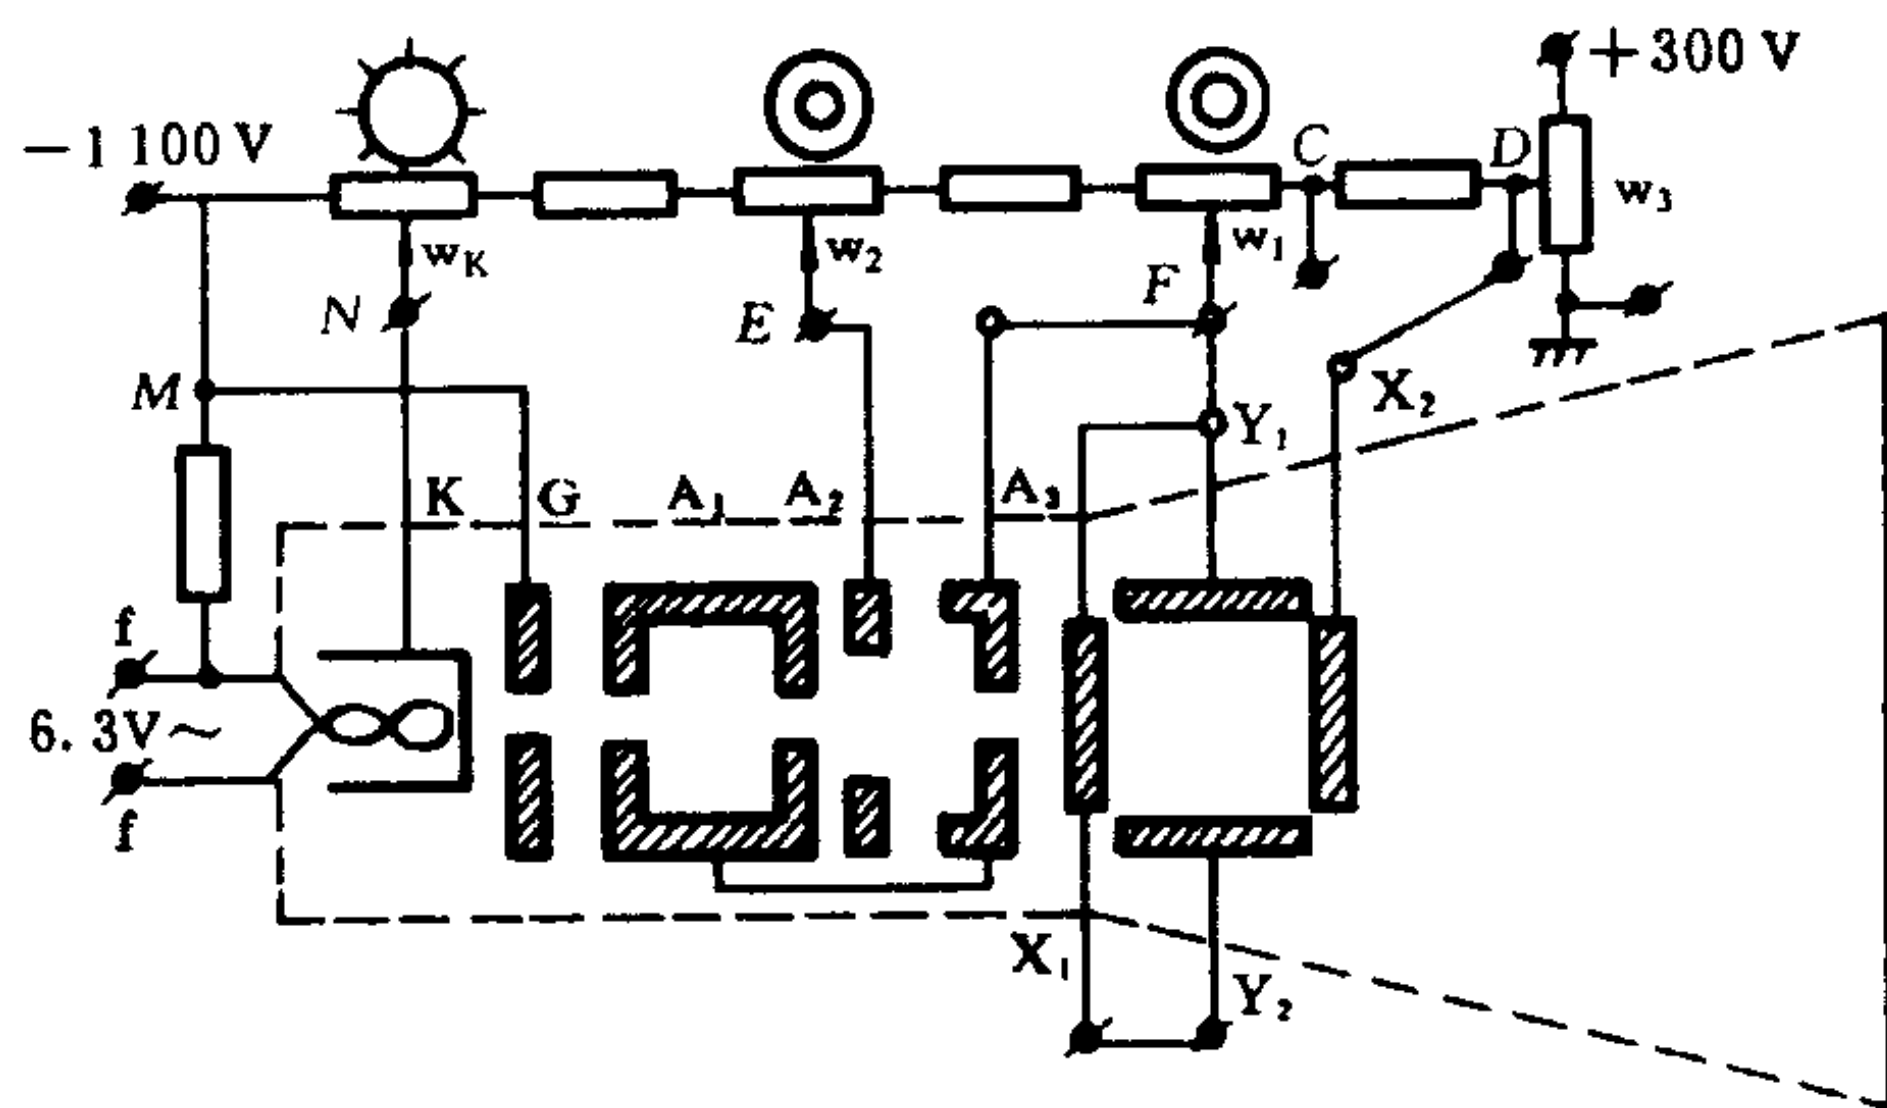 +300 V
−1 100 V
C
D
w₃
w_K
w₂
w₁
N
E
F
M
X₂
Y₁
K
G
A₁
A₂
A₃
f
6. 3V～
f
X₁
Y₂